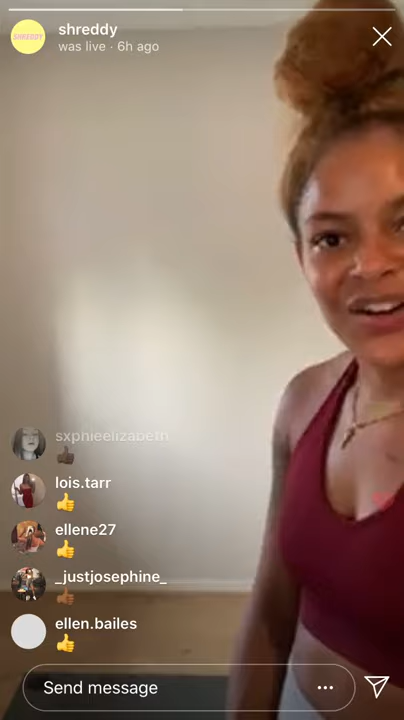 SHREDDY
shreddy
was live · 6h ago
sxphieelizabeth
👍🏿
lois.tarr
👍
ellene27
👍
_justjosephine_
👍🏾
ellen.bailes
👍
Send message